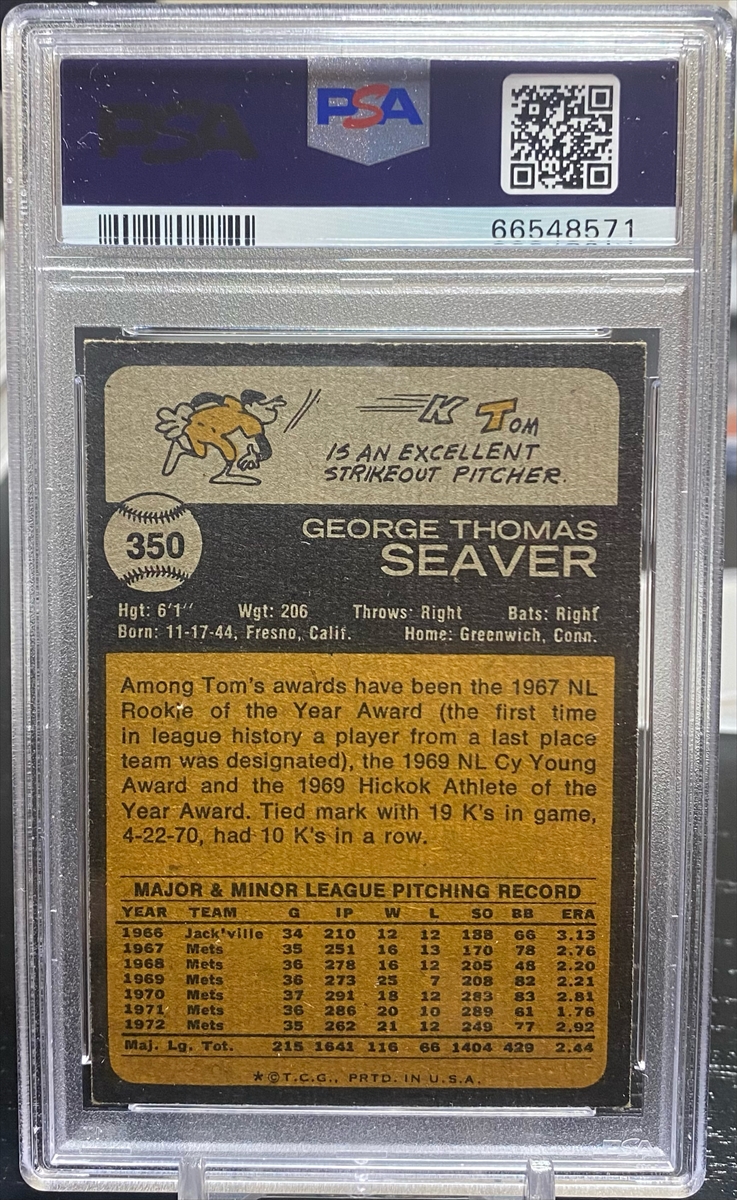 PSA
PSA
66548571
K TOM
IS AN EXCELLENT
STRIKEOUT PITCHER.
350
GEORGE THOMAS
SEAVER
Hgt: 6'1" Wgt: 206 Throws: Right Bats: Right
Born: 11-17-44, Fresno, Calif. Home: Greenwich, Conn.
Among Tom's awards have been the 1967 NL
Rookie of the Year Award (the first time
in league history a player from a last place
team was designated), the 1969 NL Cy Young
Award and the 1969 Hickok Athlete of the
Year Award. Tied mark with 19 K's in game,
4-22-70, had 10 K's in a row.
MAJOR & MINOR LEAGUE PITCHING RECORD
YEAR TEAM G IP W L SO BB ERA
1966 Jack'ville 34 210 12 12 188 66 3.13
1967 Mets 35 251 16 13 170 78 2.76
1968 Mets 36 278 16 12 205 48 2.20
1969 Mets 36 273 25 7 208 82 2.21
1970 Mets 37 291 18 12 283 83 2.81
1971 Mets 36 286 20 10 289 61 1.76
1972 Mets 35 262 21 12 249 77 2.92
Maj. Lg. Tot. 215 1641 116 66 1404 429 2.44
*©T.C.G., PRTD. IN U.S.A.
PSA